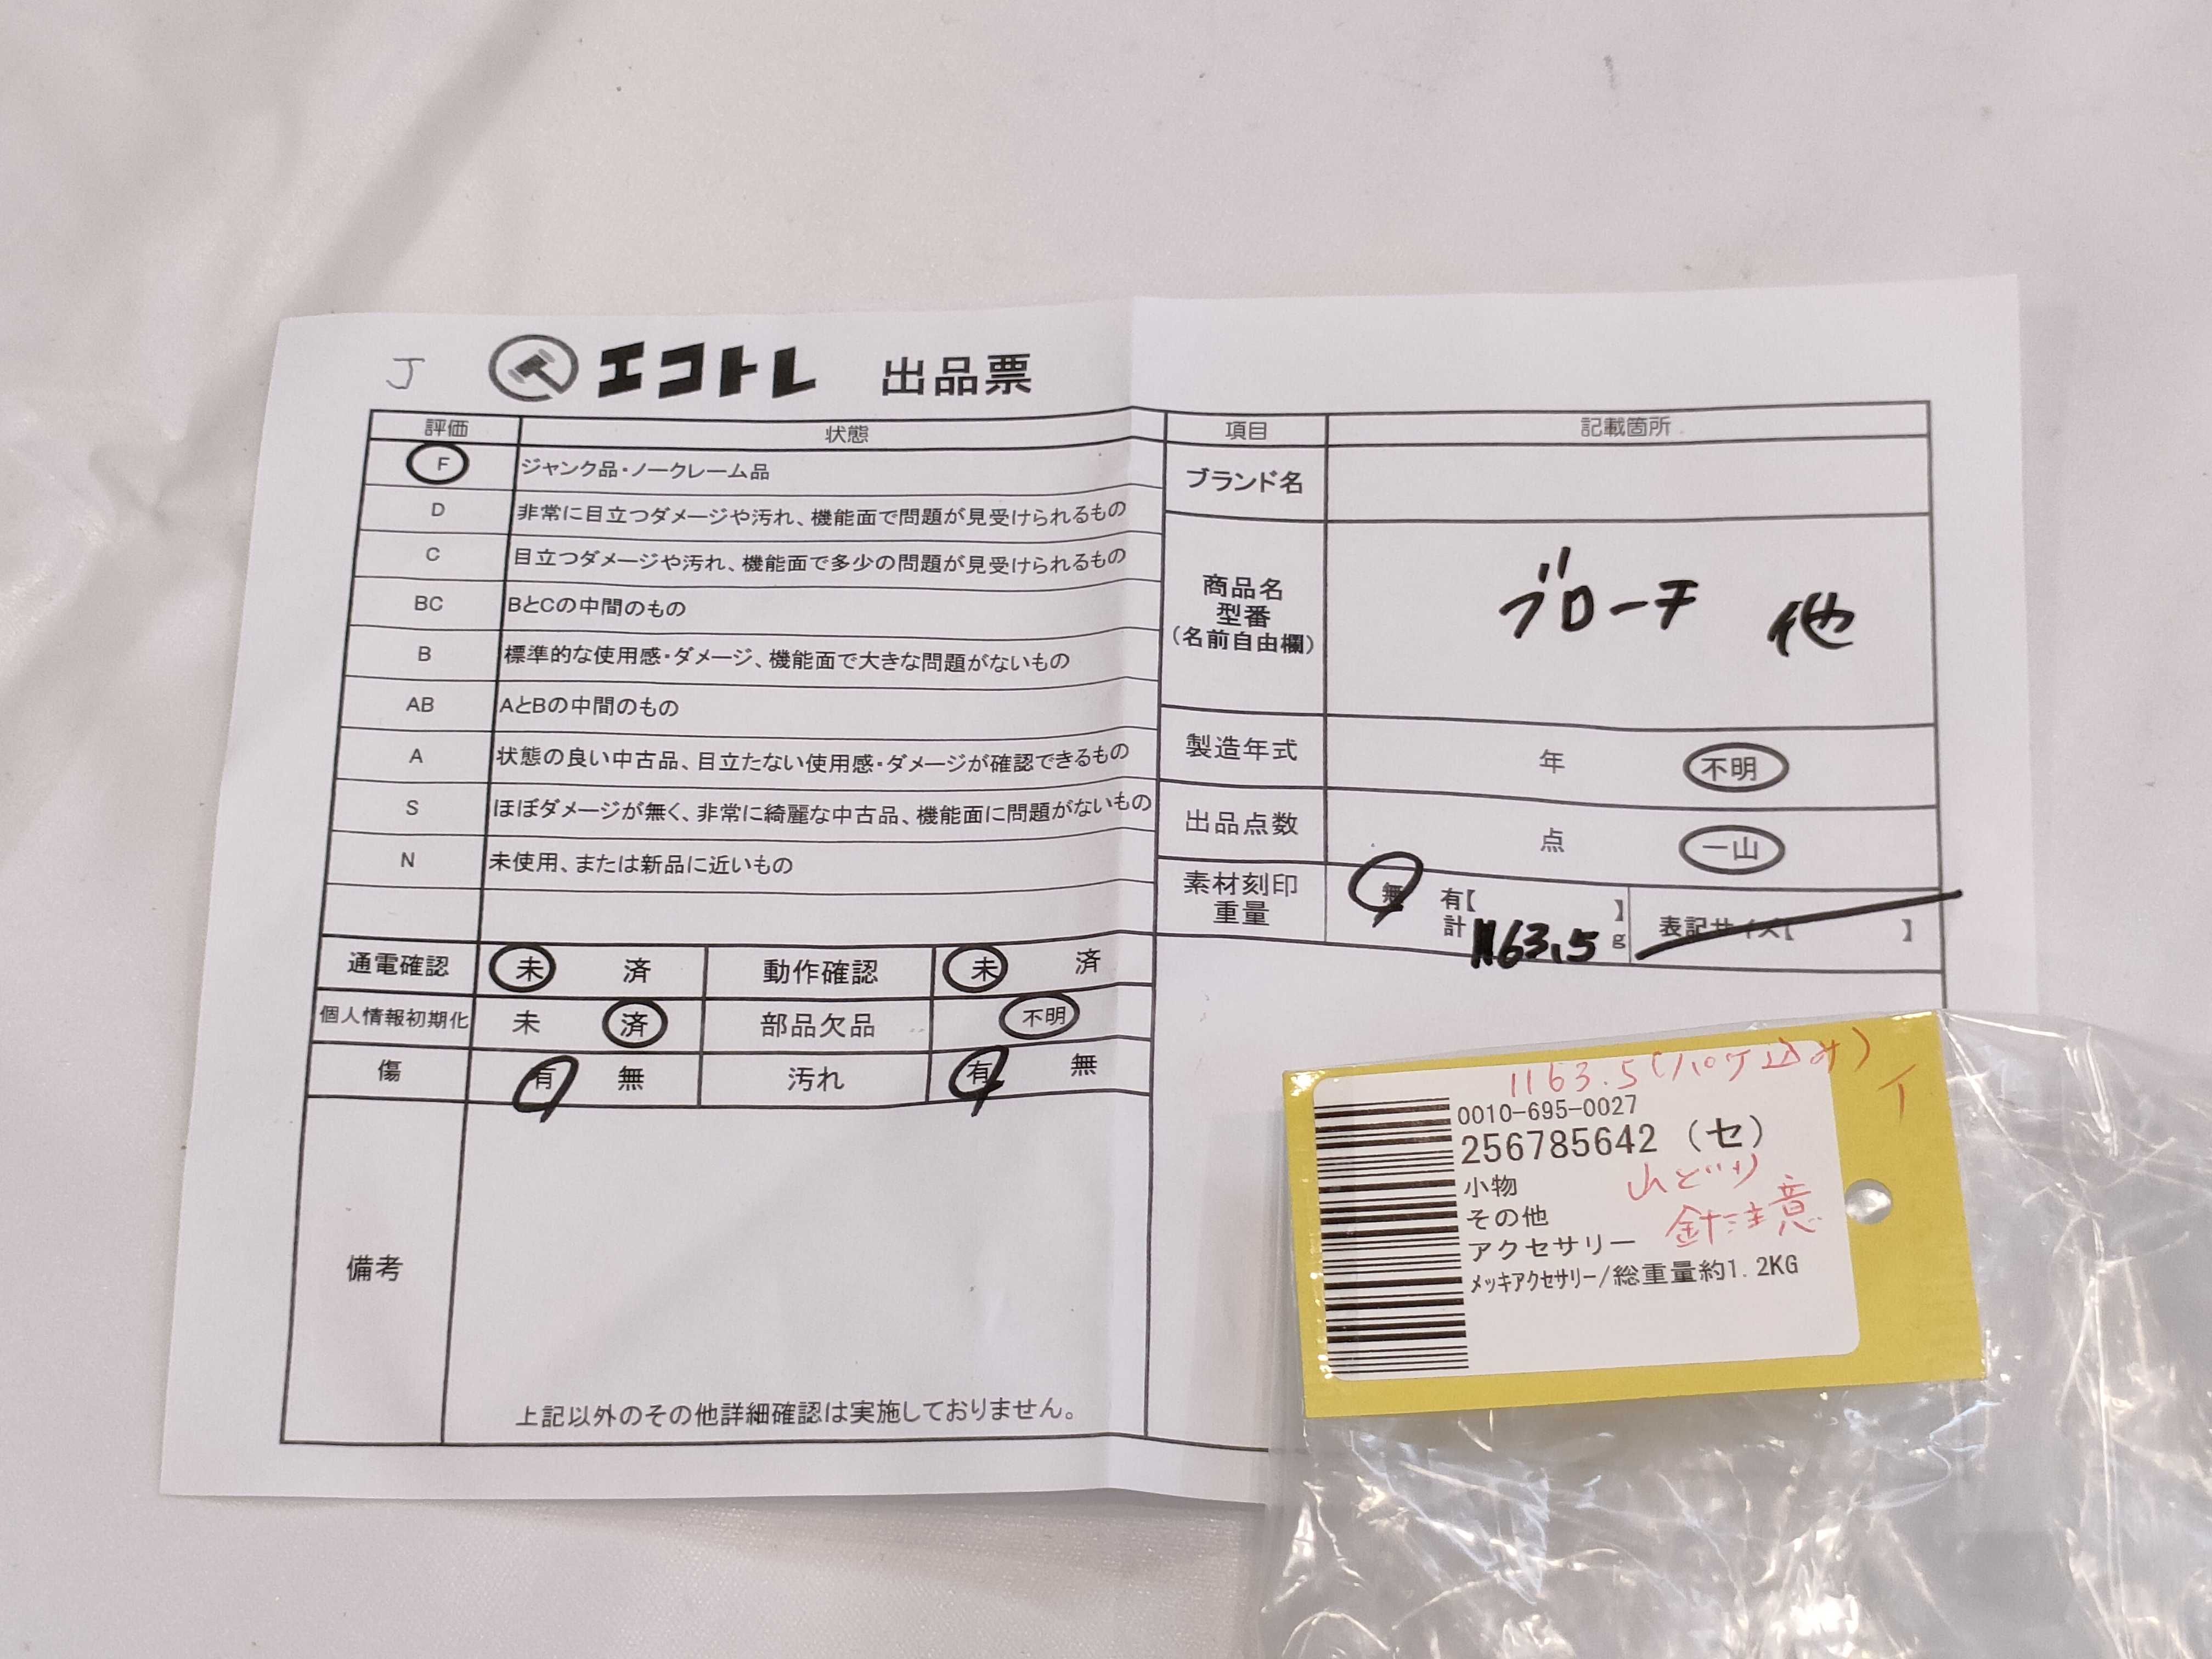 J エコトレ 出品票
評価 状態
F ジャンク品・ノークレーム品
D 非常に目立つダメージや汚れ、機能面で問題が見受けられるもの
C 目立つダメージや汚れ、機能面で多少の問題が見受けられるもの
BC BとCの中間のもの
B 標準的な使用感・ダメージ、機能面で大きな問題がないもの
AB AとBの中間のもの
A 状態の良い中古品、目立たない使用感・ダメージが確認できるもの
S ほぼダメージが無く、非常に綺麗な中古品、機能面に問題がないもの
N 未使用、または新品に近いもの
通電確認 未 済 動作確認 未 済
個人情報初期化 未 済 部品欠品 不明
傷 有 無 汚れ 有 無
備考
上記以外のその他詳細確認は実施しておりません。
項目 記載箇所
ブランド名
商品名
型番
(名前自由欄)
ブローチ 他
製造年式 年 不明
出品点数 点 一山
素材刻印
重量
無 有【 】
計 1163.5 g
表記サイズ【 】
1163.5(ハコケ込み) イ
0010-695-0027
256785642 (セ)
小物 山どり
その他 針注意
アクセサリー
メッキアクセサリー/総重量約1.2KG